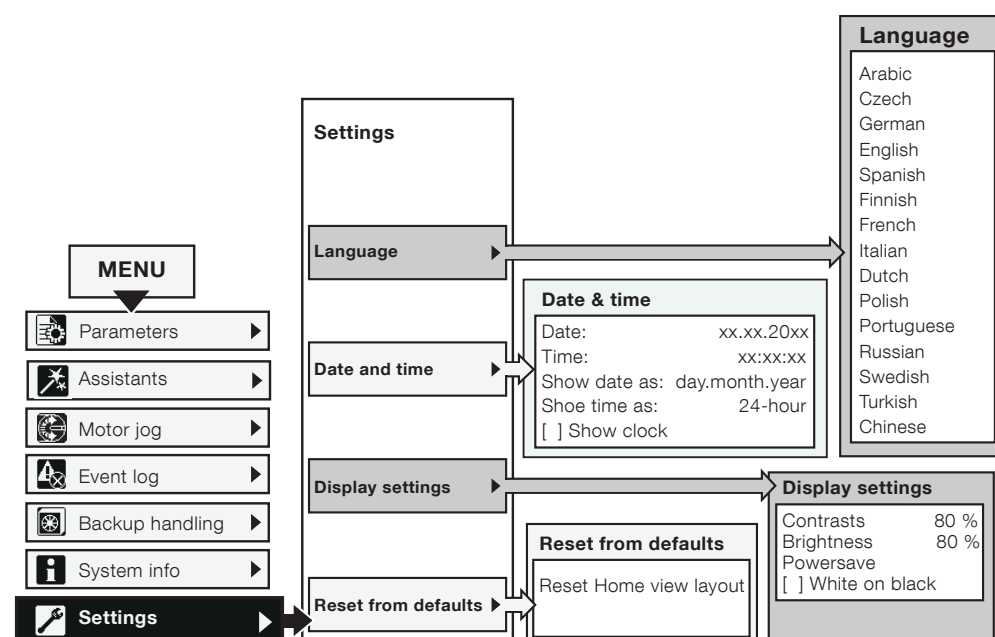 MENU
Parameters
Assistants
Motor jog
Event log
Backup handling
System info
Settings
Settings
Language
Date and time
Display settings
Reset from defaults
Language
Arabic
Czech
German
English
Spanish
Finnish
French
Italian
Dutch
Polish
Portuguese
Russian
Swedish
Turkish
Chinese
Date & time
Date: xx.xx.20xx
Time: xx:xx:xx
Show date as: day.month.year
Shoe time as: 24-hour
[ ] Show clock
Display settings
Contrasts 80 %
Brightness 80 %
Powersave
[ ] White on black
Reset from defaults
Reset Home view layout